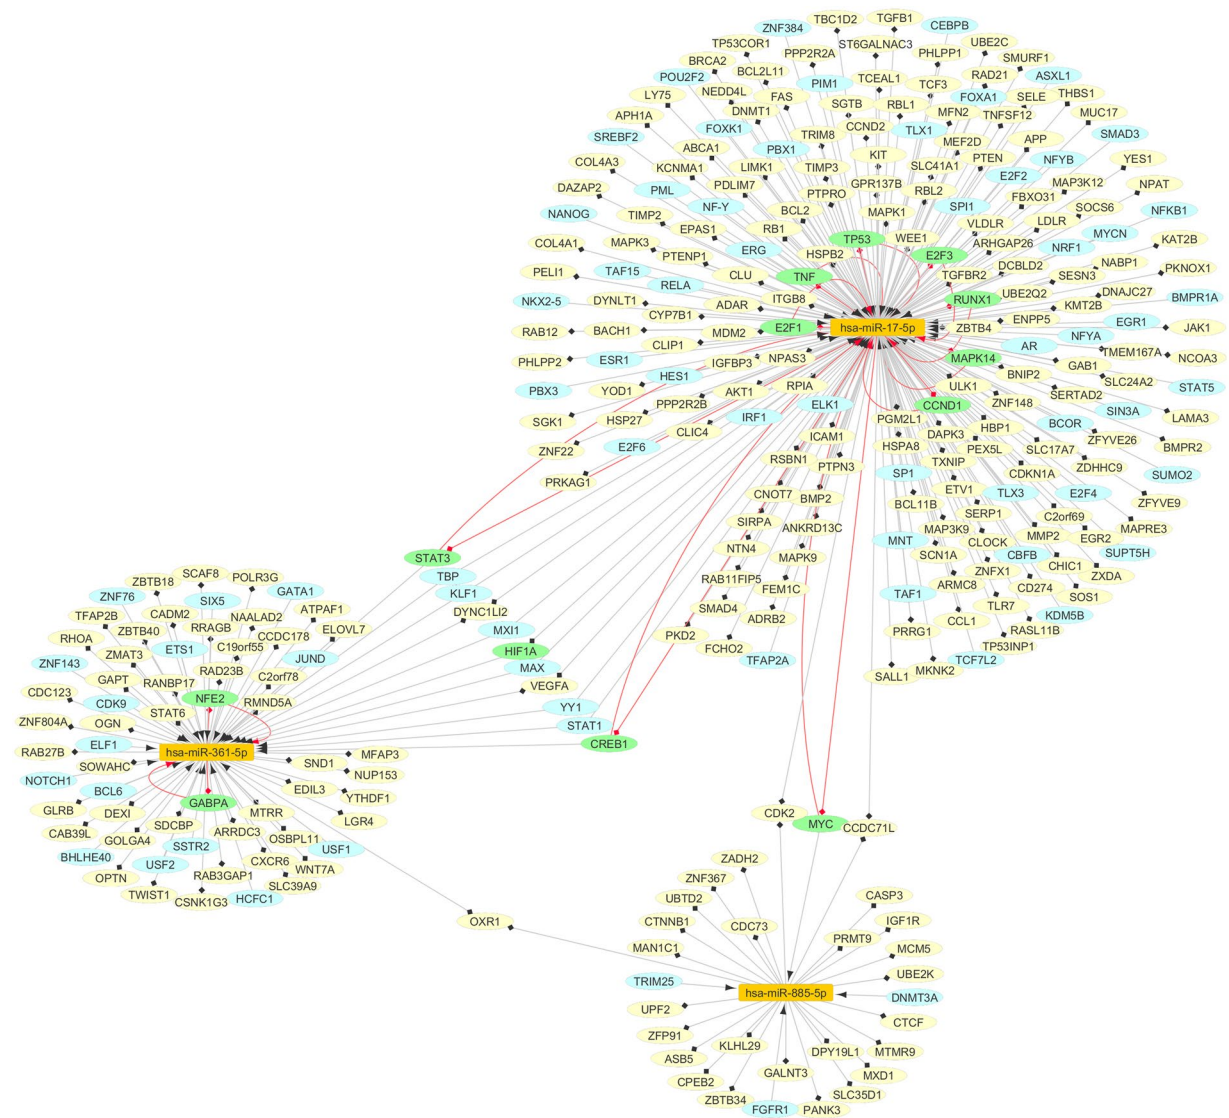 TBC1D2
TGFB1
ZNF384
CEBPB
TP53COR1
ST6GALNAC3
UBE2C
PPP2R2A
PHLPP1
BRCA2
SMURF1
BCL2L11
RAD21
ASXL1
POU2F2
PIM1
TCEAL1
TCF3
NEDD4L
FAS
FOXA1
SELE
THBS1
LY75
SGTB
RBL1
MFN2
TNFSF12
MUC17
APH1A
DNMT1
CCND2
TLX1
FOXK1
TRIM8
MEF2D
APP
SMAD3
SREBF2
ABCA1
PBX1
KIT
PTEN
NFYB
COL4A3
KCNMA1
LIMK1
TIMP3
SLC41A1
E2F2
YES1
DAZAP2
PML
PDLIM7
PTPRO
GPR137B
RBL2
MAP3K12
NPAT
NF-Y
SPI1
FBXO31
NANOG
TIMP2
BCL2
MAPK1
SOCS6
NFKB1
EPAS1
RB1
VLDLR
LDLR
COL4A1
MAPK3
ERG
TP53
WEE1
ARHGAP26
MYCN
KAT2B
PTENP1
HSPB2
E2F3
NRF1
PELI1
TAF15
CLU
TNF
TGFBR2
DCBLD2
NABP1
PKNOX1
RELA
SESN3
NKX2-5
DYNLT1
ADAR
ITGB8
RUNX1
UBE2Q2
DNAJC27
BMPR1A
CYP7B1
KMT2B
RAB12
BACH1
MDM2
E2F1
hsa-miR-17-5p
ZBTB4
ENPP5
EGR1
JAK1
CLIP1
NFYA
PHLPP2
ESR1
IGFBP3
NPAS3
MAPK14
AR
TMEM167A
NCOA3
HES1
BNIP2
GAB1
PBX3
YOD1
AKT1
RPIA
ULK1
SLC24A2
STAT5
PPP2R2B
ELK1
CCND1
ZNF148
SERTAD2
SGK1
HSP27
IRF1
PGM2L1
SIN3A
LAMA3
E2F6
CLIC4
ICAM1
DAPK3
HBP1
BCOR
ZNF22
HSPA8
PEX5L
SLC17A7
ZFYVE26
BMPR2
RSBN1
PTPN3
TXNIP
ZDHHC9
PRKAG1
SP1
CDKN1A
SUMO2
CNOT7
BMP2
BCL11B
ETV1
TLX3
E2F4
ZFYVE9
SIRPA
ANKRD13C
MAP3K9
SERP1
C2orf69
MAPRE3
MNT
CLOCK
MMP2
EGR2
NTN4
MAPK9
SCN1A
CBFB
SUPT5H
STAT3
ZNFX1
CHIC1
ZXDA
TBP
RAB11FIP5
FEM1C
ARMC8
CD274
SOS1
KLF1
TAF1
TLR7
KDM5B
SMAD4
ADRB2
CCL1
RASL11B
DYNC1LI2
PRRG1
TP53INP1
MXI1
PKD2
FCHO2
TCF7L2
HIF1A
TFAP2A
MKNK2
MAX
SALL1
VEGFA
YY1
STAT1
CREB1
SCAF8
ZBTB18
POLR3G
ZNF76
SIX5
GATA1
TFAP2B
CADM2
NAALAD2
ATPAF1
ZBTB40
RRAGB
RHOA
ETS1
CCDC178
ELOVL7
ZMAT3
C19orf55
JUND
ZNF143
RAD23B
GAPT
RANBP17
C2orf78
CDC123
NFE2
CDK9
STAT6
RMND5A
ZNF804A
OGN
ELF1
hsa-miR-361-5p
MFAP3
RAB27B
SND1
SOWAHC
NUP153
NOTCH1
BCL6
EDIL3
YTHDF1
GLRB
DEXI
GABPA
MTRR
LGR4
CAB39L
SDCBP
ARRDC3
GOLGA4
OSBPL11
BHLHE40
SSTR2
USF1
USF2
CXCR6
WNT7A
OPTN
RAB3GAP1
SLC39A9
TWIST1
HCFC1
CSNK1G3
CDK2
MYC
CCDC71L
ZADH2
ZNF367
CASP3
UBTD2
OXR1
CTNNB1
CDC73
IGF1R
MAN1C1
PRMT9
MCM5
TRIM25
UBE2K
hsa-miR-885-5p
DNMT3A
UPF2
CTCF
ZFP91
KLHL29
DPY19L1
MTMR9
ASB5
GALNT3
MXD1
CPEB2
SLC35D1
ZBTB34
FGFR1
PANK3